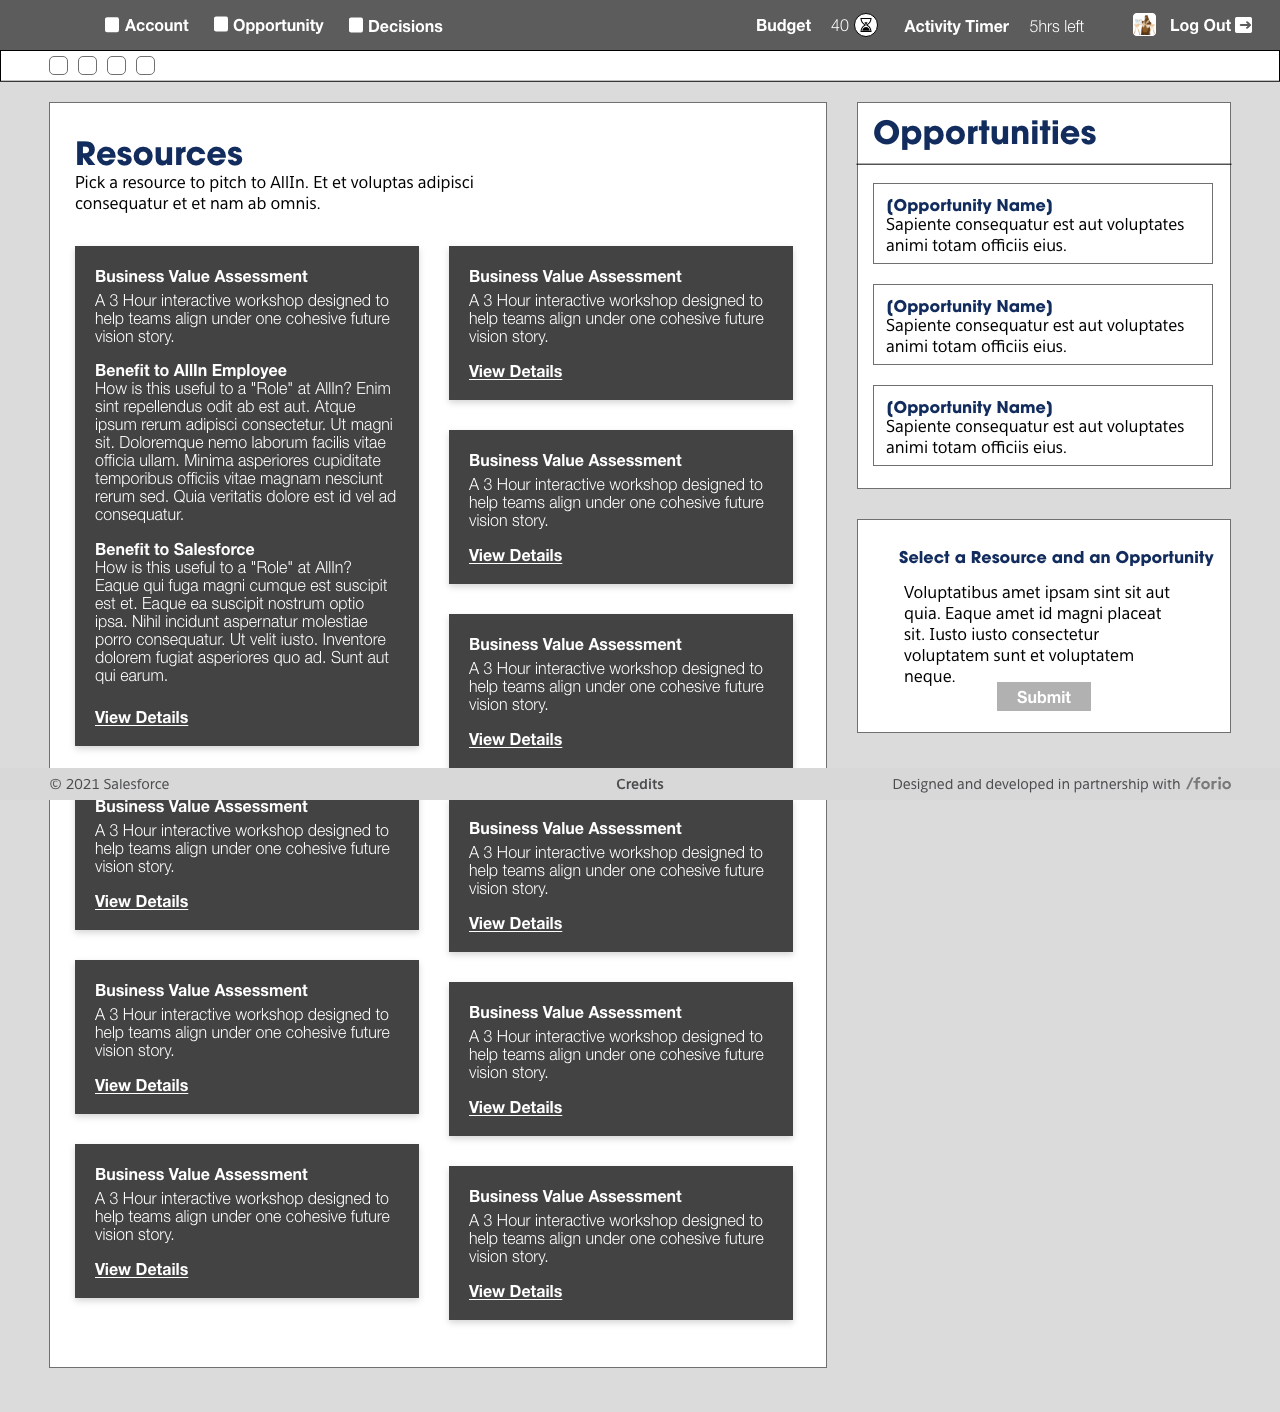 Account Opportunity Decisions Budget 40 Activity Timer 5hrs left Log Out
Resources
Pick a resource to pitch to AllIn. Et et voluptas adipisci
consequatur et et nam ab omnis.
Business Value Assessment
A 3 Hour interactive workshop designed to
help teams align under one cohesive future
vision story.
Benefit to AllIn Employee
How is this useful to a "Role" at AllIn? Enim
sint repellendus odit ab est aut. Atque
ipsum rerum adipisci consectetur. Ut magni
sit. Doloremque nemo laborum facilis vitae
officia ullam. Minima asperiores cupiditate
temporibus officiis vitae magnam nesciunt
rerum sed. Quia veritatis dolore est id vel ad
consequatur.
Benefit to Salesforce
How is this useful to a "Role" at AllIn?
Eaque qui fuga magni cumque est suscipit
est et. Eaque ea suscipit nostrum optio
ipsa. Nihil incidunt aspernatur molestiae
porro consequatur. Ut velit iusto. Inventore
dolorem fugiat asperiores quo ad. Sunt aut
qui earum.
View Details
Business Value Assessment
A 3 Hour interactive workshop designed to
help teams align under one cohesive future
vision story.
View Details
Business Value Assessment
A 3 Hour interactive workshop designed to
help teams align under one cohesive future
vision story.
View Details
Business Value Assessment
A 3 Hour interactive workshop designed to
help teams align under one cohesive future
vision story.
View Details
Opportunities
(Opportunity Name)
Sapiente consequatur est aut voluptates
animi totam officiis eius.
(Opportunity Name)
Sapiente consequatur est aut voluptates
animi totam officiis eius.
(Opportunity Name)
Sapiente consequatur est aut voluptates
animi totam officiis eius.
Select a Resource and an Opportunity
Voluptatibus amet ipsam sint sit aut
quia. Eaque amet id magni placeat
sit. Iusto iusto consectetur
voluptatem sunt et voluptatem
neque.
Submit
© 2021 Salesforce Credits Designed and developed in partnership with /forio
Business Value Assessment
A 3 Hour interactive workshop designed to
help teams align under one cohesive future
vision story.
View Details
Business Value Assessment
A 3 Hour interactive workshop designed to
help teams align under one cohesive future
vision story.
View Details
Business Value Assessment
A 3 Hour interactive workshop designed to
help teams align under one cohesive future
vision story.
View Details
Business Value Assessment
A 3 Hour interactive workshop designed to
help teams align under one cohesive future
vision story.
View Details
Business Value Assessment
A 3 Hour interactive workshop designed to
help teams align under one cohesive future
vision story.
View Details
Business Value Assessment
A 3 Hour interactive workshop designed to
help teams align under one cohesive future
vision story.
View Details